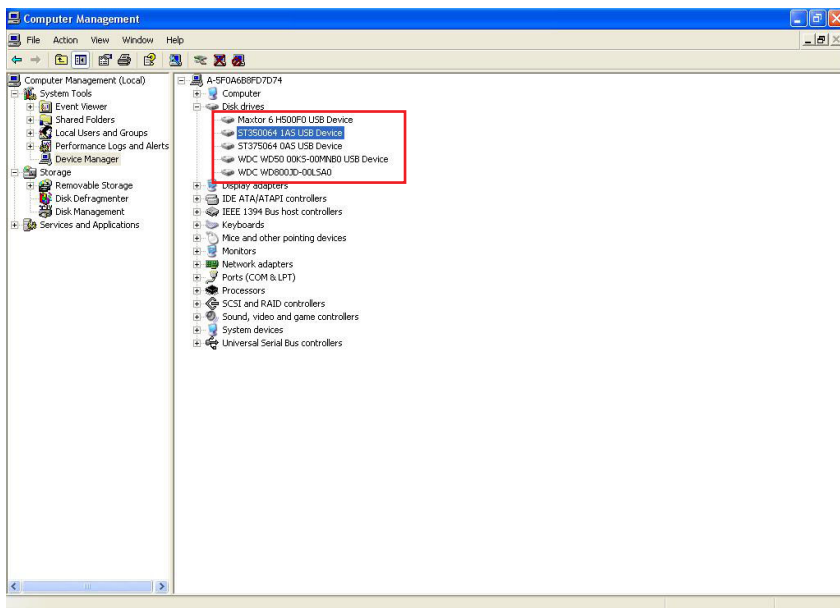 Computer Management
File Action View Window Help
Computer Management (Local)
System Tools
Event Viewer
Shared Folders
Local Users and Groups
Performance Logs and Alerts
Device Manager
Storage
Removable Storage
Disk Defragmenter
Disk Management
Services and Applications
A-5F0A6B8FD7D74
Computer
Disk drives
Maxtor 6 H500F0 USB Device
ST350064 1AS USB Device
ST375064 0AS USB Device
WDC WD50 00KS-00MNB0 USB Device
WDC WD800JD-00LSA0
Display adapters
IDE ATA/ATAPI controllers
IEEE 1394 Bus host controllers
Keyboards
Mice and other pointing devices
Monitors
Network adapters
Ports (COM & LPT)
Processors
SCSI and RAID controllers
Sound, video and game controllers
System devices
Universal Serial Bus controllers